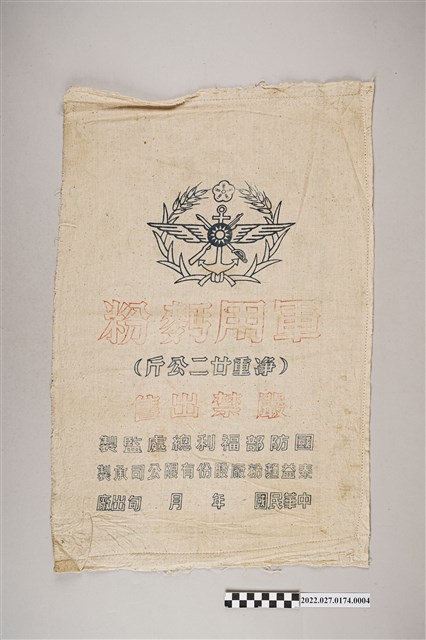 軍用麪粉
(淨重廿二公斤)
嚴禁出售
國防部福利總處監製
東益麵粉廠股份有限公司承製
中華民國 年 月 旬出廠
2022.027.0174.0004